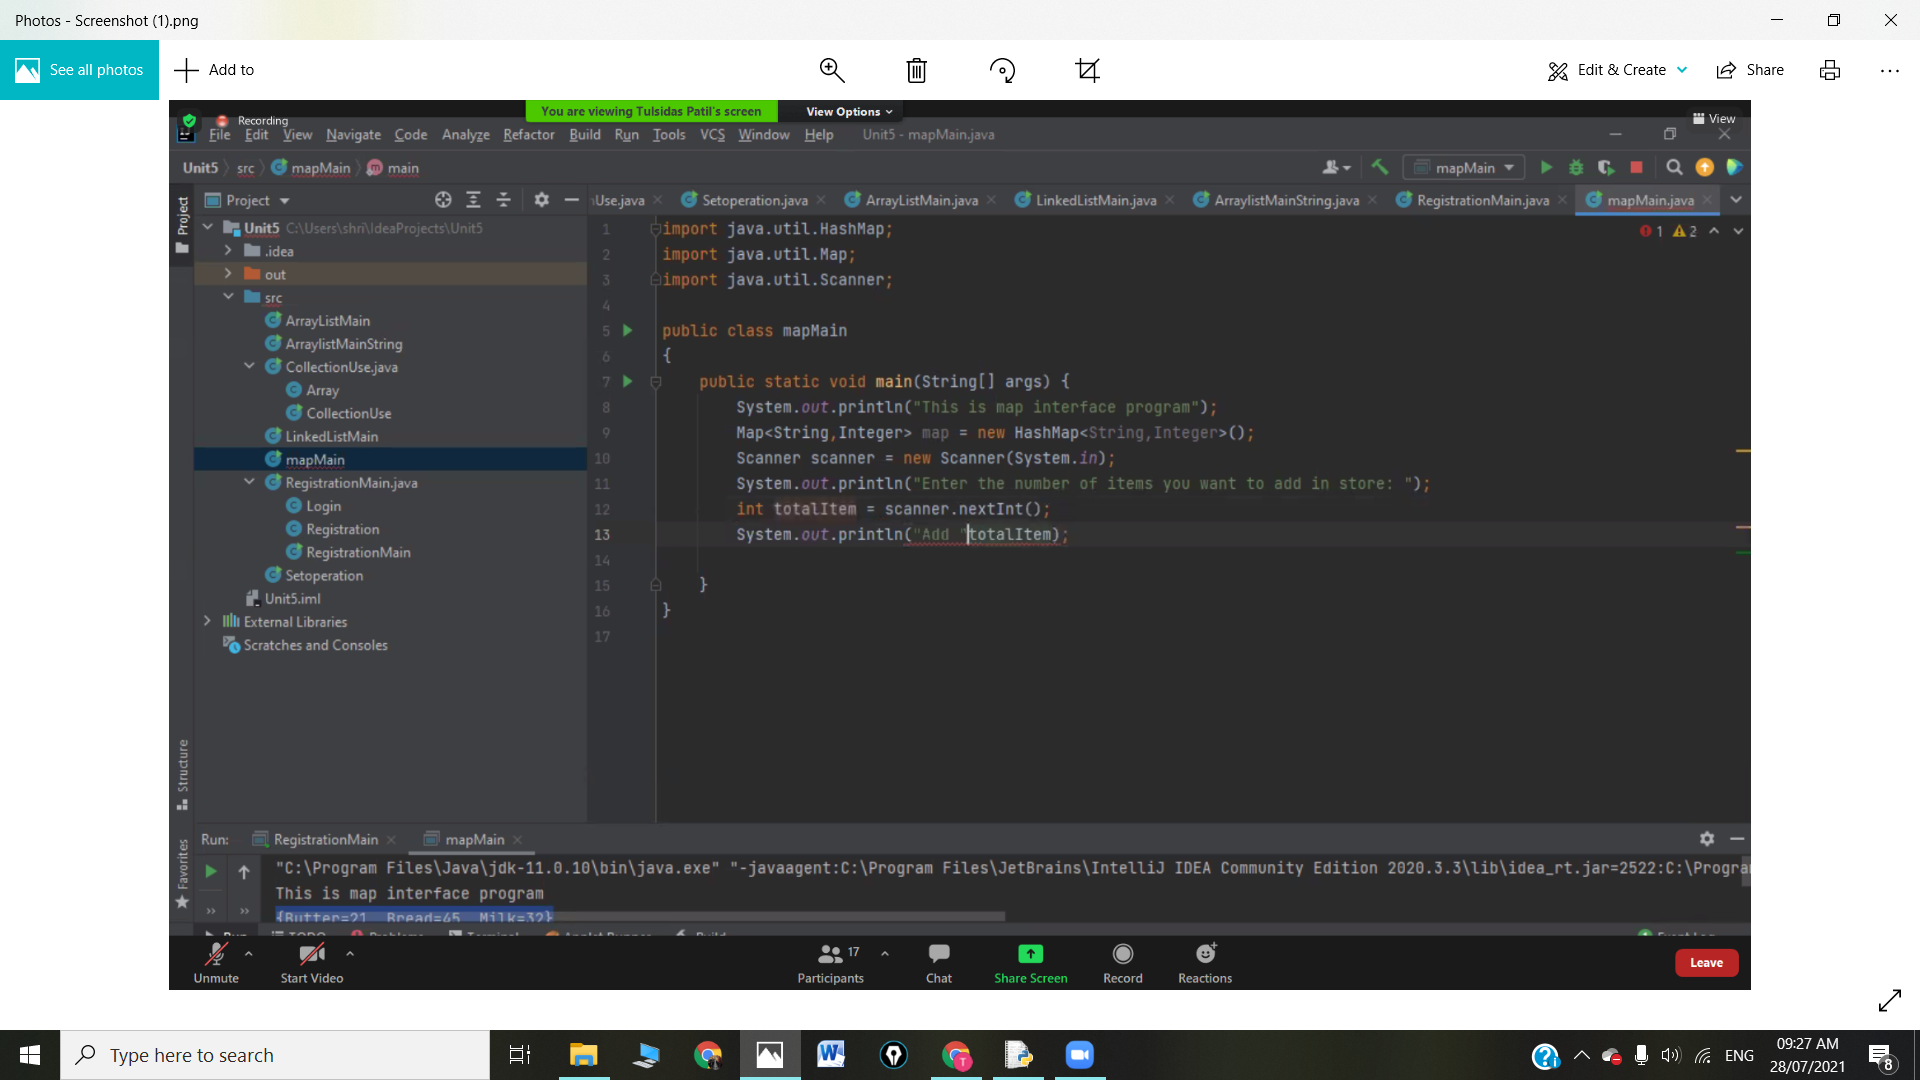 Photos - Screenshot (1).png
See all photos
Add to
Edit & Create
Share
You are viewing Tulsidas Patil's screen
View Options
Recording
View
File Edit View Navigate Code Analyze Refactor Build Run Tools VCS Window Help Unit5 - mapMain.java
Unit5 src mapMain main
mapMain
Project
Project
Use.java Setoperation.java ArrayListMain.java LinkedListMain.java ArraylistMainString.java RegistrationMain.java mapMain.java
Unit5 C:\Users\shri\IdeaProjects\Unit5
.idea
out
src
ArrayListMain
ArraylistMainString
CollectionUse.java
Array
CollectionUse
LinkedListMain
mapMain
RegistrationMain.java
Login
Registration
RegistrationMain
Setoperation
Unit5.iml
External Libraries
Scratches and Consoles
1 2
1 import java.util.HashMap;
2 import java.util.Map;
3 import java.util.Scanner;
4
5 public class mapMain
6 {
7 public static void main(String[] args) {
8 System.out.println("This is map interface program");
9 Map<String,Integer> map = new HashMap<String,Integer>();
10 Scanner scanner = new Scanner(System.in);
11 System.out.println("Enter the number of items you want to add in store: ");
12 int totalItem = scanner.nextInt();
13 System.out.println("Add "totalItem);
14
15 }
16 }
17
Structure
Favorites
Run: RegistrationMain mapMain
"C:\Program Files\Java\jdk-11.0.10\bin\java.exe" "-javaagent:C:\Program Files\JetBrains\IntelliJ IDEA Community Edition 2020.3.3\lib\idea_rt.jar=2522:C:\Progra
This is map interface program
{Butter=21, Bread=45, Milk=32}
Run TODO Problems Terminal Applet Runner Build Event Log
Unmute
Start Video
17
Participants
Chat
Share Screen
Record
Reactions
Leave
Type here to search
ENG
09:27 AM
28/07/2021
8